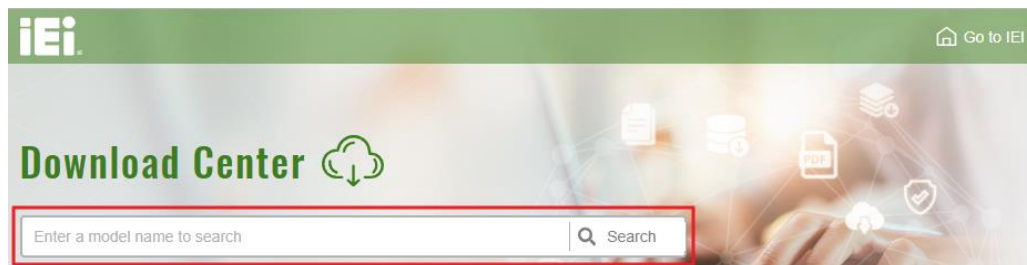 iEi
Go to IEI
Download Center
PDF
Enter a model name to search
Search